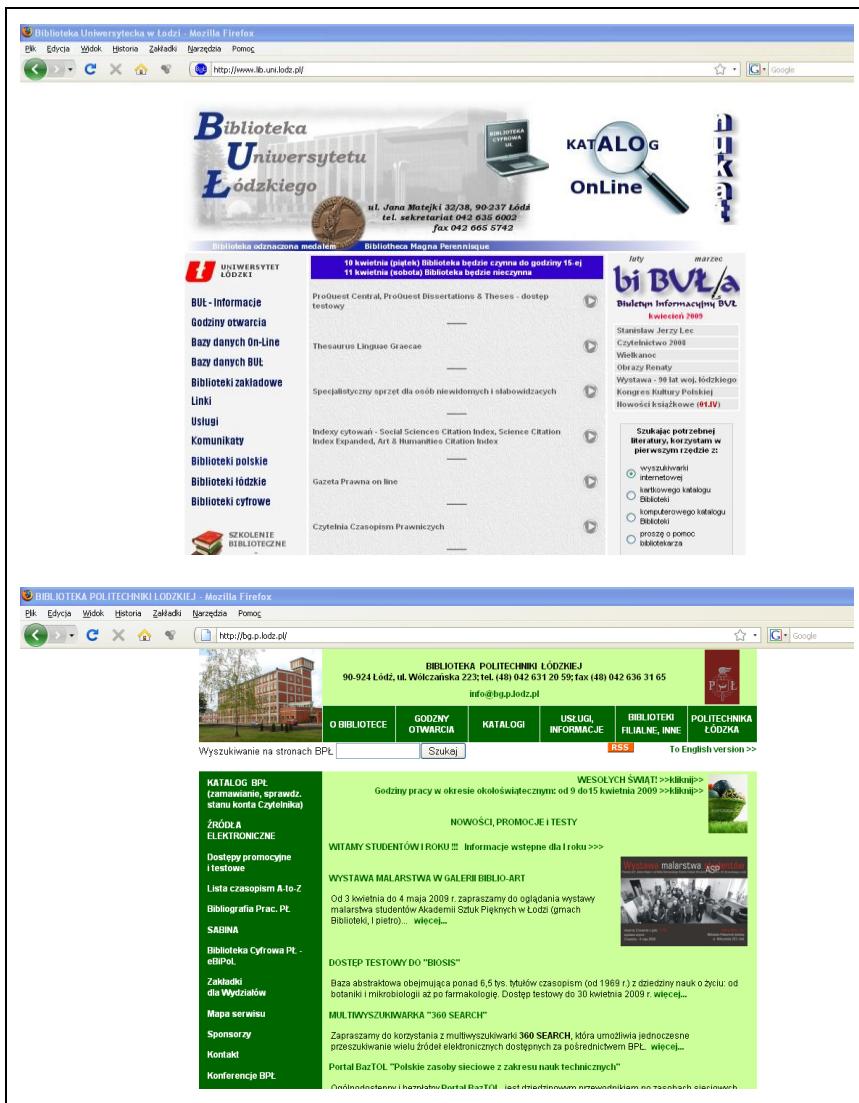 Biblioteka Uniwersytecka w Łodzi - Mozilla Firefox
Plik Edycja Widok Historia Zakładki Narzędzia Pomoc
http://www.lib.uni.lodz.pl/
Google
Biblioteka
Uniwersytetu
Łódzkiego
BIBLIOTEKA
CYFROWA
UŁ
KATALOG
OnLine
nukat
ul. Jana Matejki 32/38, 90-237 Łódź
tel. sekretariat 042 635 6002
fax 042 665 5742
Biblioteka odznaczona medalem Bibliotheca Magna Perennisque
UNIWERSYTET
ŁÓDZKI
BUŁ - Informacje
Godziny otwarcia
Bazy danych On-Line
Bazy danych BUŁ
Biblioteki zakładowe
Linki
Usługi
Komunikaty
Biblioteki polskie
Biblioteki łódzkie
Biblioteki cyfrowe
SZKOLENIE
BIBLIOTECZNE
10 kwietnia (piątek) Biblioteka będzie czynna do godziny 15-ej
11 kwietnia (sobota) Biblioteka będzie nieczynna
ProQuest Central, ProQuest Dissertations & Theses - dostęp
testowy
Thesaurus Linguae Graecae
Specjalistyczny sprzęt dla osób niewidomych i słabowidzacych
Indexy cytowań - Social Sciences Citation Index, Science Citation
Index Expanded, Art & Humanities Citation Index
Gazeta Prawna on line
Czytelnia Czasopism Prawniczych
luty marzec
bi BUŁ/a
Biuletyn Informacyjny BUŁ
kwiecień 2009
Stanisław Jerzy Lec
Czytelnictwo 2008
Wielkanoc
Obrazy Renaty
Wystawa - 90 lat woj. łódzkiego
Kongres Kultury Polskiej
Nowości książkowe (01.IV)
Szukając potrzebnej
literatury, korzystam w
pierwszym rzędzie z:
wyszukiwarki
internetowej
kartkowego katalogu
Biblioteki
komputerowego katalogu
Biblioteki
proszę o pomoc
bibliotekarza
BIBLIOTEKA POLITECHNIKI LODZKIEJ - Mozilla Firefox
Plik Edycja Widok Historia Zakładki Narzędzia Pomoc
http://bg.p.lodz.pl/
Google
BIBLIOTEKA POLITECHNIKI ŁÓDZKIEJ
90-924 Łódź, ul. Wólczańska 223; tel. (48) 042 631 20 59; fax (48) 042 636 31 65
info@bg.p.lodz.pl
O BIBLIOTECE
GODZNY
OTWARCIA
KATALOGI
USŁUGI,
INFORMACJE
BIBLIOTEKI
FILIALNE, INNE
POLITECHNIKA
ŁÓDZKA
Wyszukiwanie na stronach BPŁ Szukaj
RSS To English version >>
KATALOG BPŁ
(zamawianie, sprawdz.
stanu konta Czytelnika)
ŹRÓDŁA
ELEKTRONICZNE
Dostępy promocyjne
i testowe
Lista czasopism A-to-Z
Bibliografia Prac. PŁ
SABINA
Biblioteka Cyfrowa PŁ -
eBiPoL
Zakładki
dla Wydziałów
Mapa serwisu
Sponsorzy
Kontakt
Konferencje BPŁ
WESOŁYCH ŚWIĄT! >>kliknij>>
Godziny pracy w okresie okołoświątecznym: od 9 do15 kwietnia 2009 >>kliknij>>
NOWOŚCI, PROMOCJE i TESTY
WITAMY STUDENTÓW I ROKU !!! Informacje wstępne dla I roku >>>
WYSTAWA MALARSTWA W GALERII BIBLIO-ART
Od 3 kwietnia do 4 maja 2009 r. zapraszamy do oglądania wystawy
malarstwa studentów Akademii Sztuk Pięknych w Łodzi (gmach
Biblioteki, I piętro)... więcej...
Wystawa malarstwa studentów
ASP
DOSTĘP TESTOWY DO "BIOSIS"
Baza abstraktowa obejmująca ponad 6,5 tys. tytułów czasopism (od 1969 r.) z dziedziny nauk o życiu: od
botaniki i mikrobiologii aż po farmakologię. Dostęp testowy do 30 kwietnia 2009 r. więcej...
MULTIWYSZUKIWARKA "360 SEARCH"
Zapraszamy do korzystania z multiwyszukiwarki 360 SEARCH, która umożliwia jednoczesne
przeszukiwanie wielu źródeł elektronicznych dostępnych za pośrednictwem BPŁ. więcej...
Portal BazTOL "Polskie zasoby sieciowe z zakresu nauk technicznych"
Ogólnodostępny i bezpłatny Portal BazTOL jest dziedzinowym przewodnikiem po zasobach sieciowych